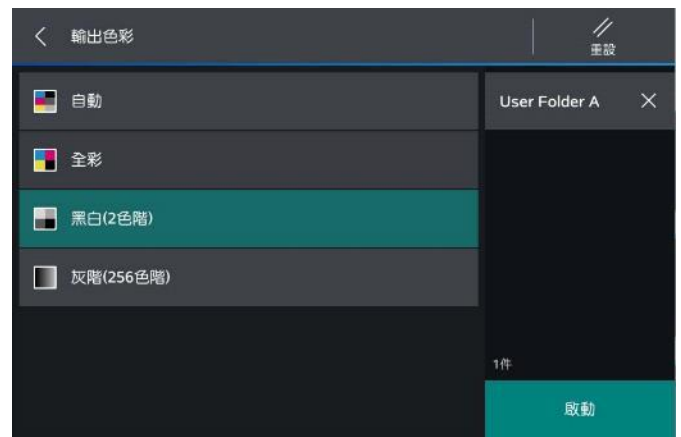 輸出色彩
重設
自動
全彩
黑白(2色階)
灰階(256色階)
User Folder A
1件
啟動